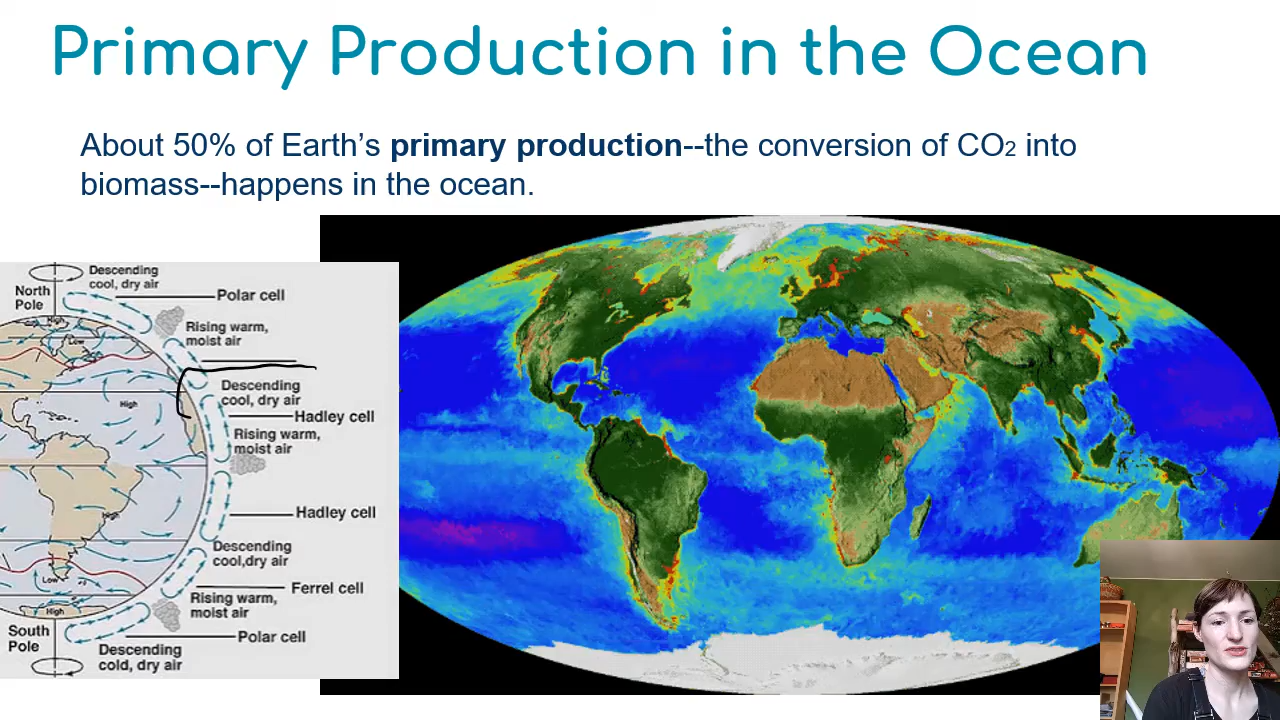 Primary Production in the Ocean
About 50% of Earth's primary production--the conversion of CO2 into
biomass--happens in the ocean.
Descending
cool, dry air
North
Pole
Polar cell
High
Low
Rising warm,
moist air
Descending
cool, dry air
High
Hadley cell
Rising warm,
moist air
Hadley cell
High
Descending
cool,dry air
Low
Ferrel cell
Rising warm,
moist air
High
South
Pole
Polar cell
Descending
cold, dry air